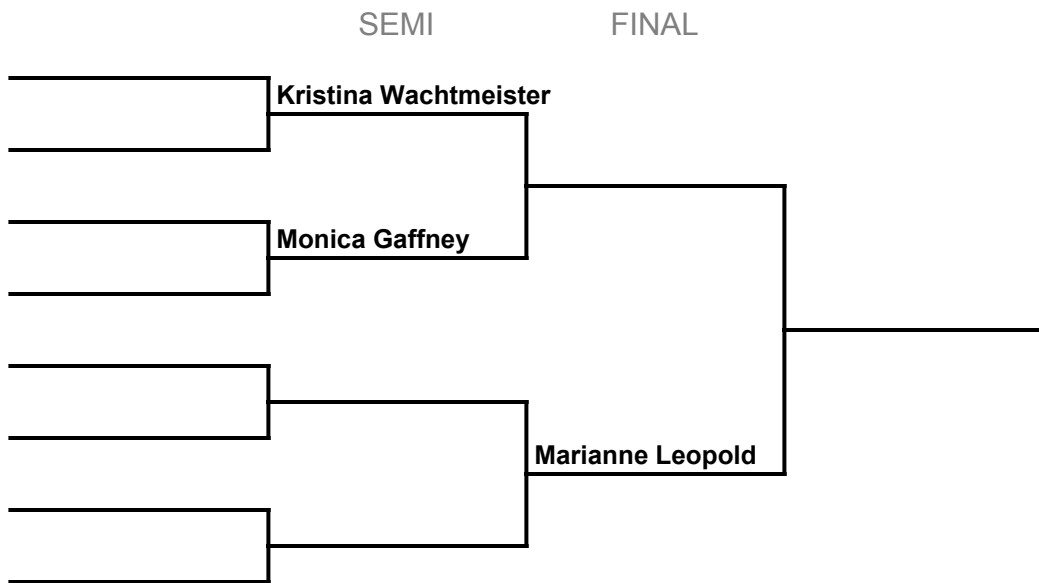 SEMI FINAL
Kristina Wachtmeister
Monica Gaffney
Marianne Leopold